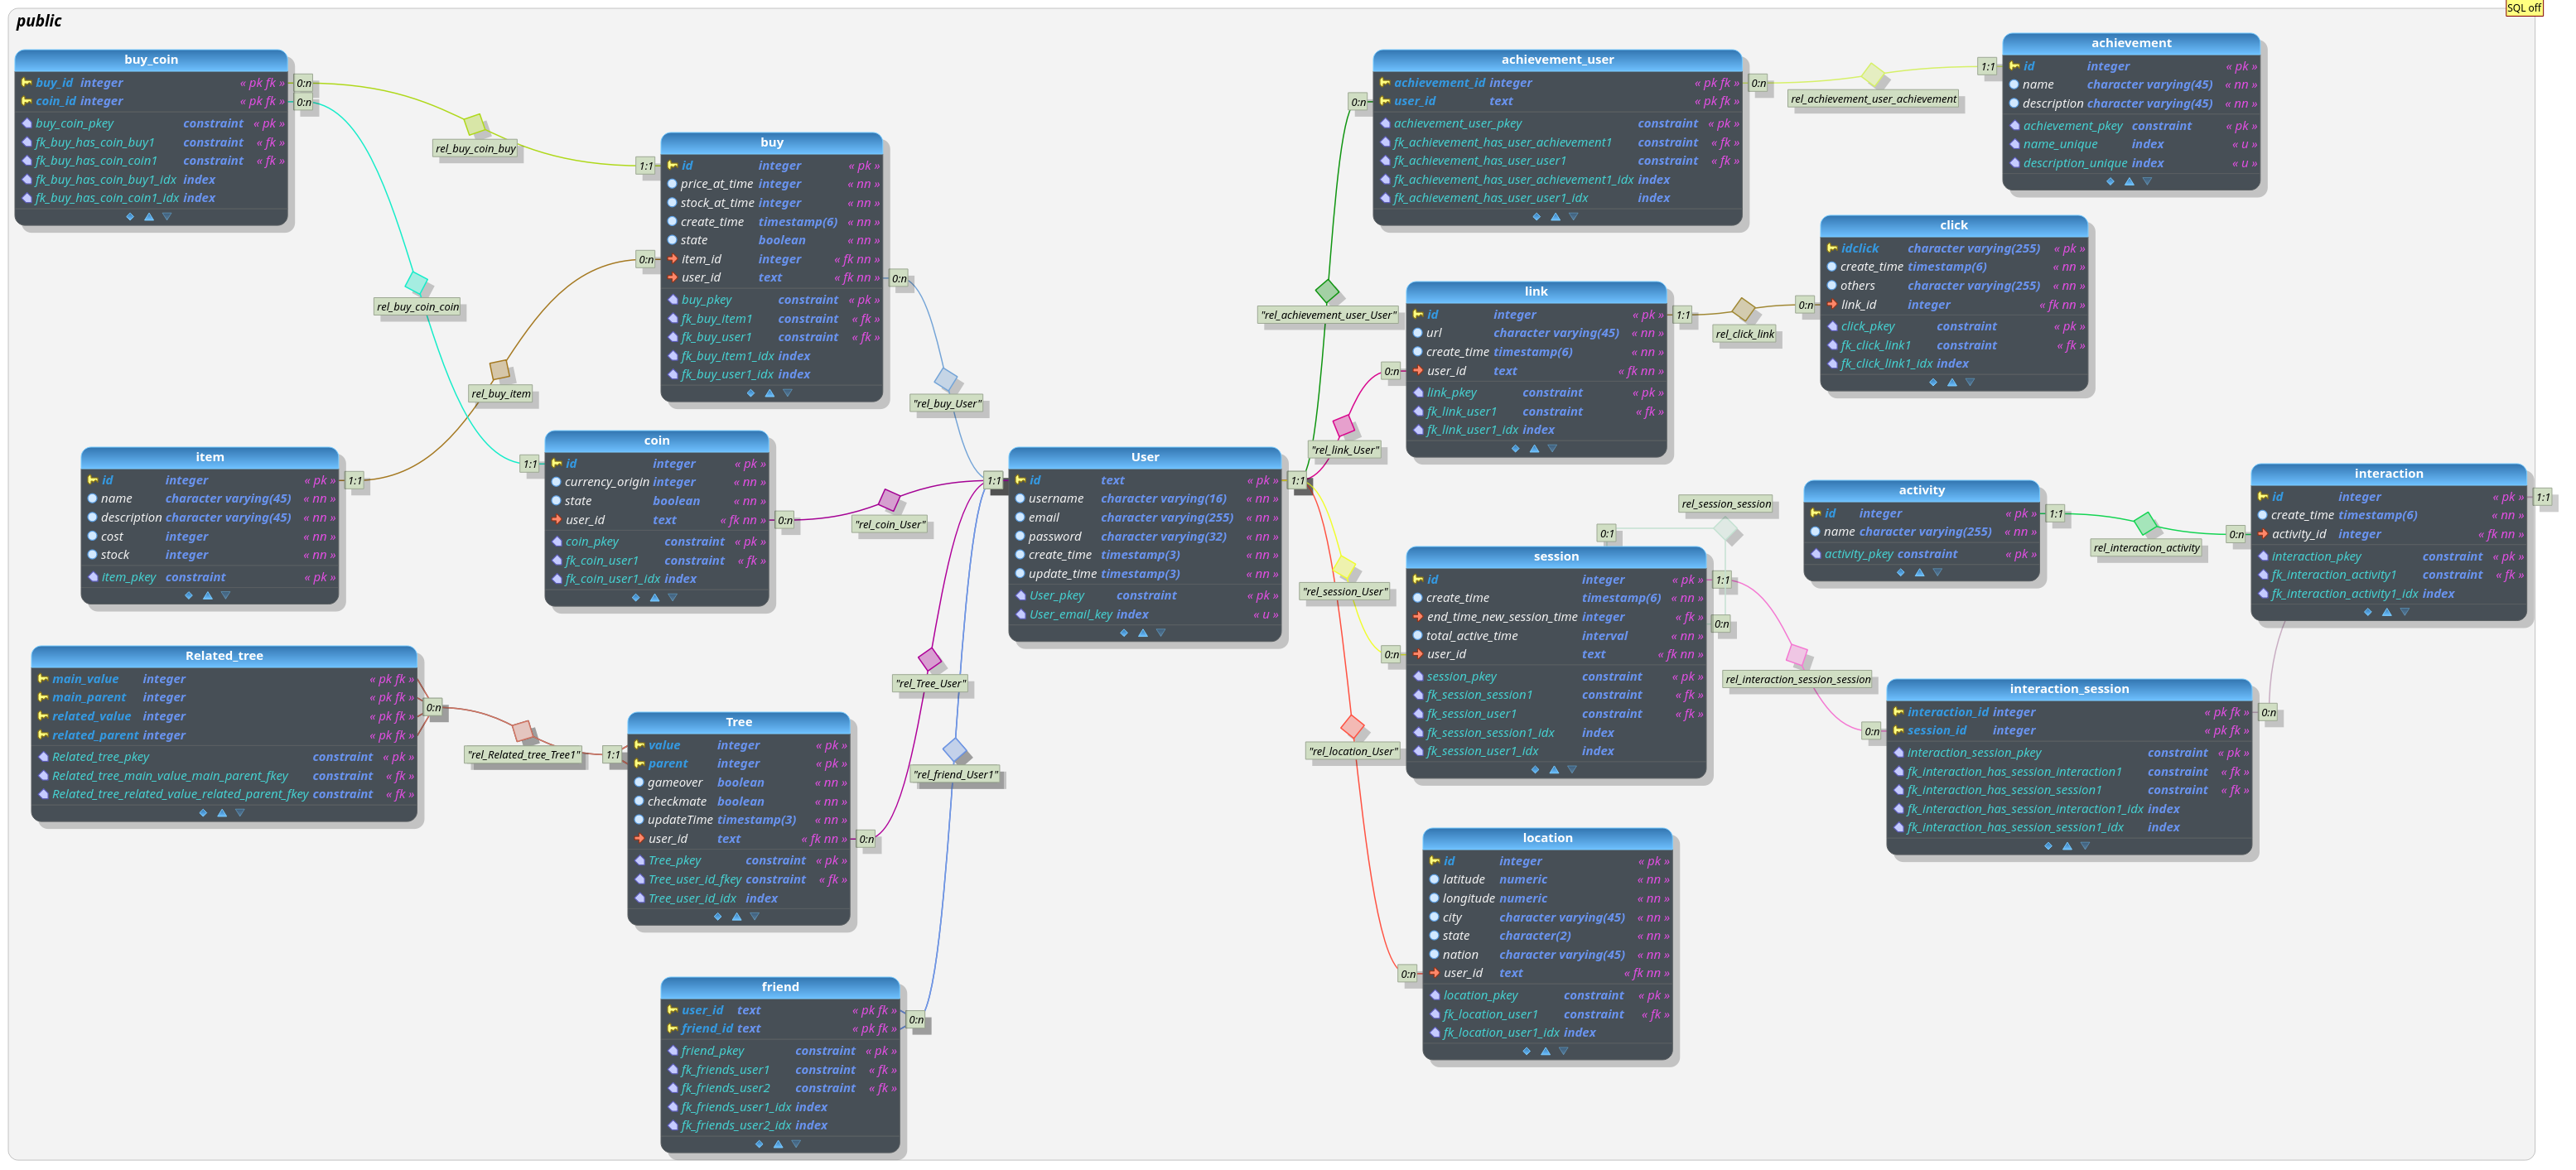 public
SQL off
buy_coin
buy_id integer « pk fk »
coin_id integer « pk fk »
buy_coin_pkey constraint « pk »
fk_buy_has_coin_buy1 constraint « fk »
fk_buy_has_coin_coin1 constraint « fk »
fk_buy_has_coin_buy1_idx index
fk_buy_has_coin_coin1_idx index
0:n
0:n
rel_buy_coin_buy
1:1
rel_buy_coin_coin
1:1
buy
id integer « pk »
price_at_time integer « nn »
stock_at_time integer « nn »
create_time timestamp(6) « nn »
state boolean « nn »
item_id integer « fk nn »
user_id text « fk nn »
buy_pkey constraint « pk »
fk_buy_item1 constraint « fk »
fk_buy_user1 constraint « fk »
fk_buy_item1_idx index
fk_buy_user1_idx index
0:n
0:n
rel_buy_item
"rel_buy_User"
item
id integer « pk »
name character varying(45) « nn »
description character varying(45) « nn »
cost integer « nn »
stock integer « nn »
item_pkey constraint « pk »
1:1
coin
id integer « pk »
currency_origin integer « nn »
state boolean « nn »
user_id text « fk nn »
coin_pkey constraint « pk »
fk_coin_user1 constraint « fk »
fk_coin_user1_idx index
0:n
"rel_coin_User"
1:1
User
id text « pk »
username character varying(16) « nn »
email character varying(255) « nn »
password character varying(32) « nn »
create_time timestamp(3) « nn »
update_time timestamp(3) « nn »
User_pkey constraint « pk »
User_email_key index « u »
1:1
Related_tree
main_value integer « pk fk »
main_parent integer « pk fk »
related_value integer « pk fk »
related_parent integer « pk fk »
Related_tree_pkey constraint « pk »
Related_tree_main_value_main_parent_fkey constraint « fk »
Related_tree_related_value_related_parent_fkey constraint « fk »
0:n
"rel_Related_tree_Tree1"
1:1
Tree
value integer « pk »
parent integer « pk »
gameover boolean « nn »
checkmate boolean « nn »
updateTime timestamp(3) « nn »
user_id text « fk nn »
Tree_pkey constraint « pk »
Tree_user_id_fkey constraint « fk »
Tree_user_id_idx index
0:n
"rel_Tree_User"
"rel_friend_User1"
friend
user_id text « pk fk »
friend_id text « pk fk »
friend_pkey constraint « pk »
fk_friends_user1 constraint « fk »
fk_friends_user2 constraint « fk »
fk_friends_user1_idx index
fk_friends_user2_idx index
0:n
achievement_user
achievement_id integer « pk fk »
user_id text « pk fk »
achievement_user_pkey constraint « pk »
fk_achievement_has_user_achievement1 constraint « fk »
fk_achievement_has_user_user1 constraint « fk »
fk_achievement_has_user_achievement1_idx index
fk_achievement_has_user_user1_idx index
0:n
0:n
rel_achievement_user_achievement
1:1
"rel_achievement_user_User"
achievement
id integer « pk »
name character varying(45) « nn »
description character varying(45) « nn »
achievement_pkey constraint « pk »
name_unique index « u »
description_unique index « u »
link
id integer « pk »
url character varying(45) « nn »
create_time timestamp(6) « nn »
user_id text « fk nn »
link_pkey constraint « pk »
fk_link_user1 constraint « fk »
fk_link_user1_idx index
1:1
0:n
rel_click_link
0:n
"rel_link_User"
click
idclick character varying(255) « pk »
create_time timestamp(6) « nn »
others character varying(255) « nn »
link_id integer « fk nn »
click_pkey constraint « pk »
fk_click_link1 constraint « fk »
fk_click_link1_idx index
rel_session_session
0:1
session
id integer « pk »
create_time timestamp(6) « nn »
end_time_new_session_time integer « fk »
total_active_time interval « nn »
user_id text « fk nn »
session_pkey constraint « pk »
fk_session_session1 constraint « fk »
fk_session_user1 constraint « fk »
fk_session_session1_idx index
fk_session_user1_idx index
1:1
0:n
0:n
"rel_session_User"
rel_interaction_session_session
activity
id integer « pk »
name character varying(255) « nn »
activity_pkey constraint « pk »
1:1
rel_interaction_activity
0:n
interaction
id integer « pk »
create_time timestamp(6) « nn »
activity_id integer « fk nn »
interaction_pkey constraint « pk »
fk_interaction_activity1 constraint « fk »
fk_interaction_activity1_idx index
1:1
interaction_session
interaction_id integer « pk fk »
session_id integer « pk fk »
interaction_session_pkey constraint « pk »
fk_interaction_has_session_interaction1 constraint « fk »
fk_interaction_has_session_session1 constraint « fk »
fk_interaction_has_session_interaction1_idx index
fk_interaction_has_session_session1_idx index
0:n
0:n
"rel_location_User"
location
id integer « pk »
latitude numeric « nn »
longitude numeric « nn »
city character varying(45) « nn »
state character(2) « nn »
nation character varying(45) « nn »
user_id text « fk nn »
location_pkey constraint « pk »
fk_location_user1 constraint « fk »
fk_location_user1_idx index
0:n